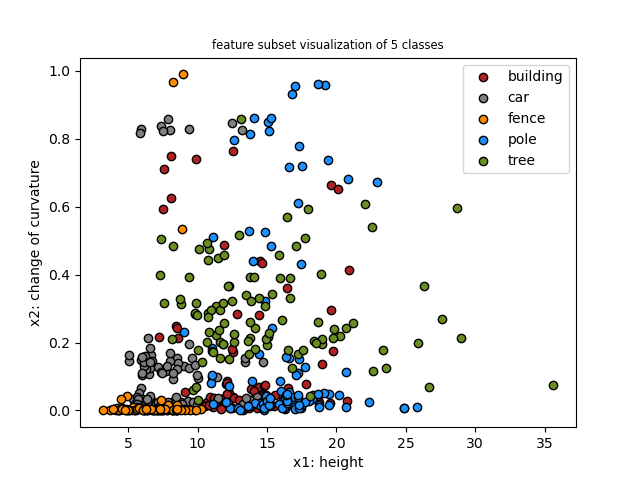 feature subset visualization of 5 classes
building
car
fence
pole
tree
x2: change of curvature
1.0
0.8
0.6
0.4
0.2
0.0
5 10 15 20 25 30 35
x1: height